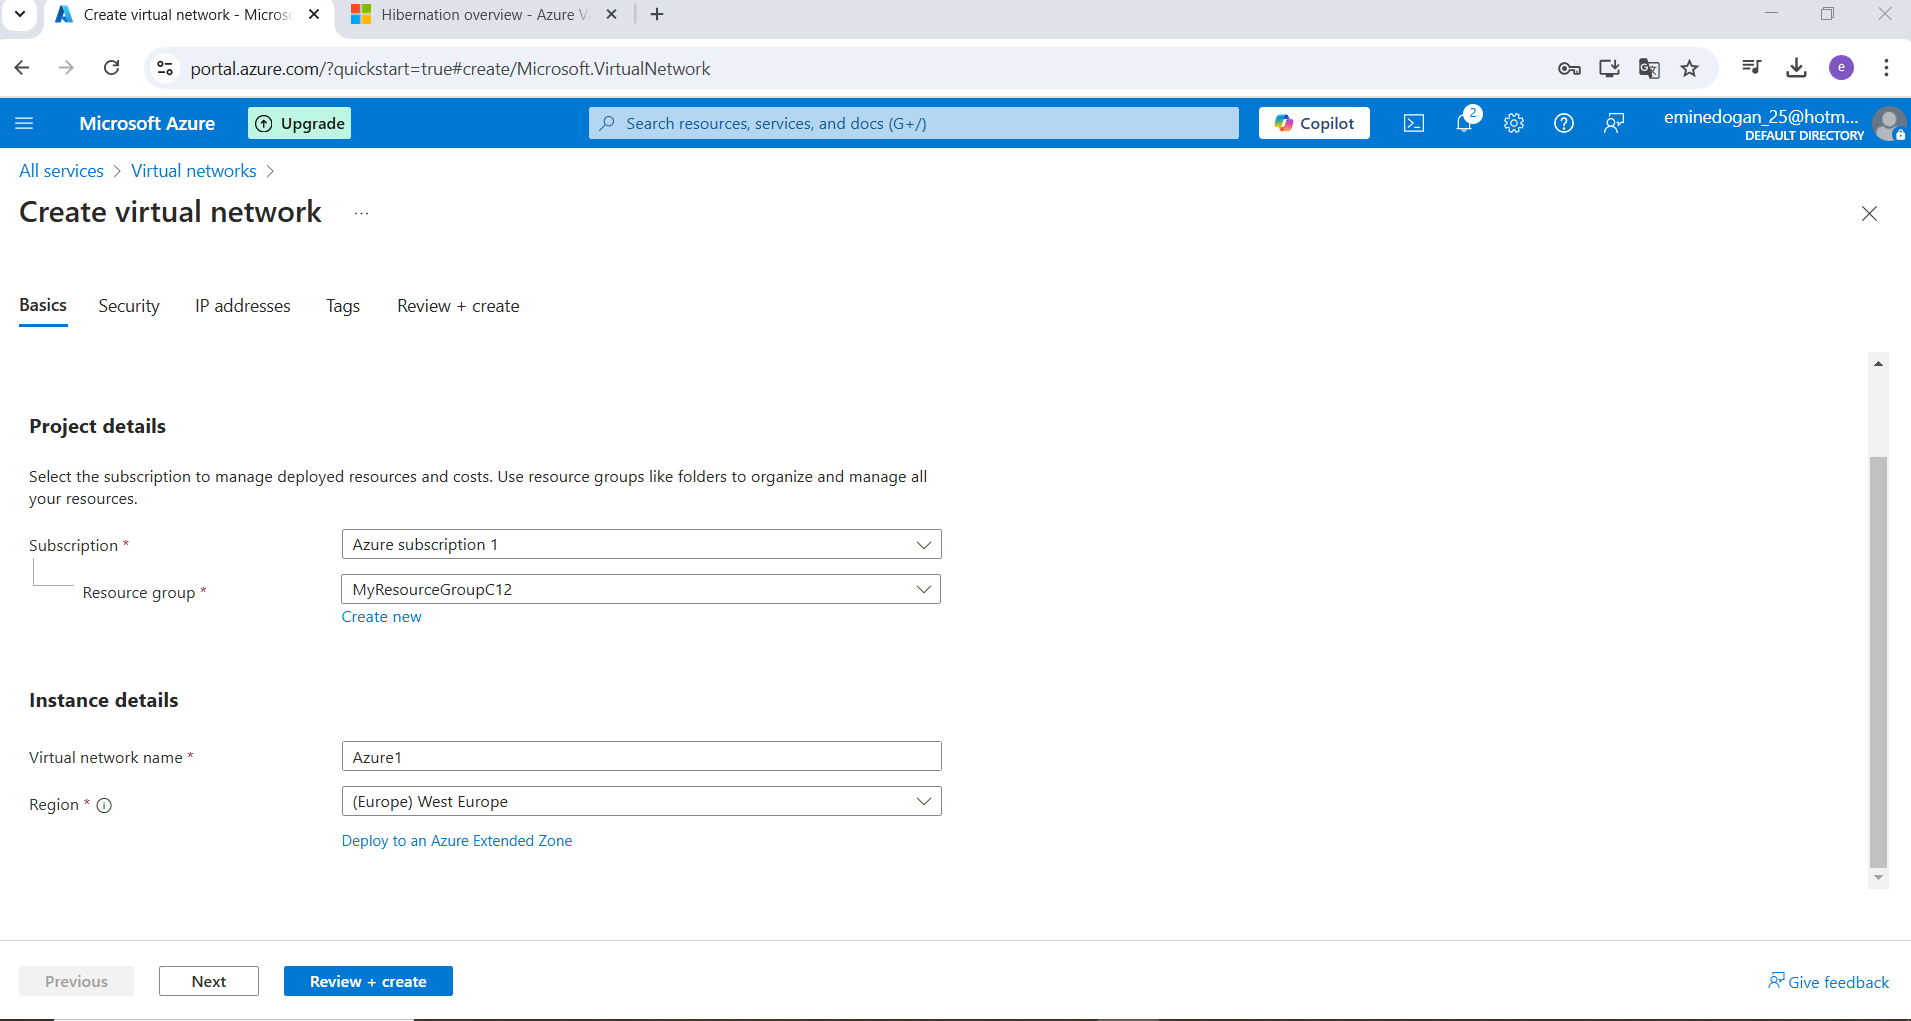 Create virtual network - Micros
Hibernation overview - Azure V
portal.azure.com/?quickstart=true#create/Microsoft.VirtualNetwork
e
Microsoft Azure
Upgrade
Search resources, services, and docs (G+/)
Copilot
2
eminedogan_25@hotm...
DEFAULT DIRECTORY
All services > Virtual networks >
Create virtual network ...
Basics
Security
IP addresses
Tags
Review + create
Project details
Select the subscription to manage deployed resources and costs. Use resource groups like folders to organize and manage all
your resources.
Subscription *
Azure subscription 1
Resource group *
MyResourceGroupC12
Create new
Instance details
Virtual network name *
Azure1
Region *
(Europe) West Europe
Deploy to an Azure Extended Zone
Previous
Next
Review + create
Give feedback